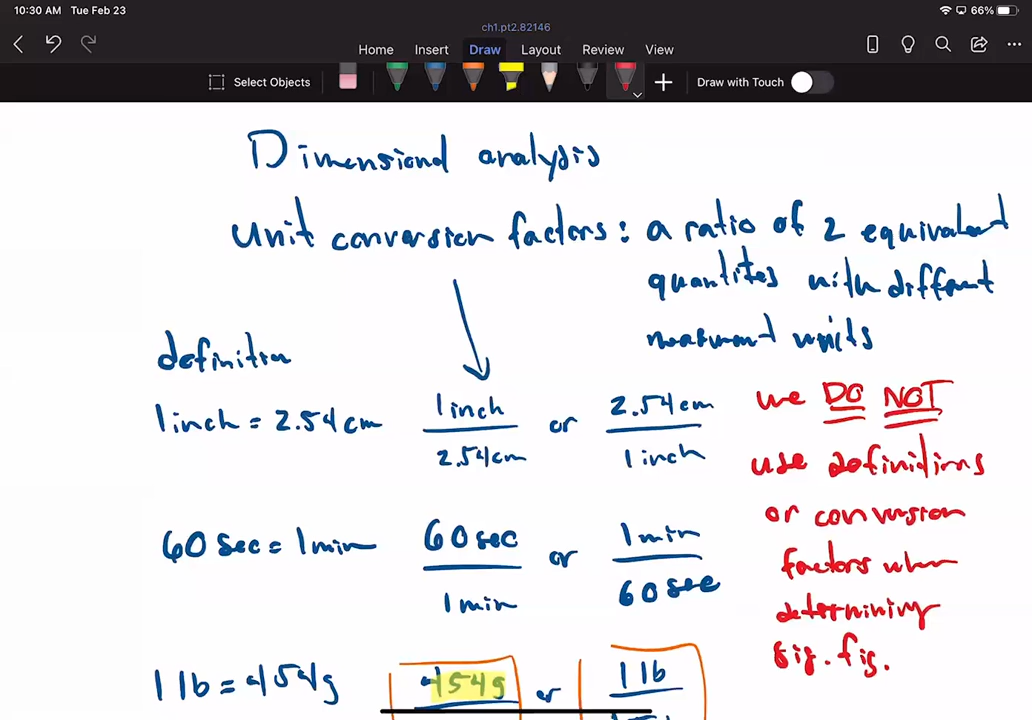 10:30 AM Tue Feb 23
66%
ch1.pt2.82146
Home Insert Draw Layout Review View
Select Objects
Draw with Touch
Dimensional analysis
unit conversion factors : a ratio of 2 equivalent
quantites with diffent
measurment units
definition
1 inch = 2.54 cm
1 inch
2.54 cm
or
2.54 cm
1 inch
we DO NOT
use definitions
or conversion
factors when
determining
sig. fig.
60 sec = 1 min
60 sec
1 min
or
1 min
60 sec
1 lb = 454 g
454 g
or
1 lb